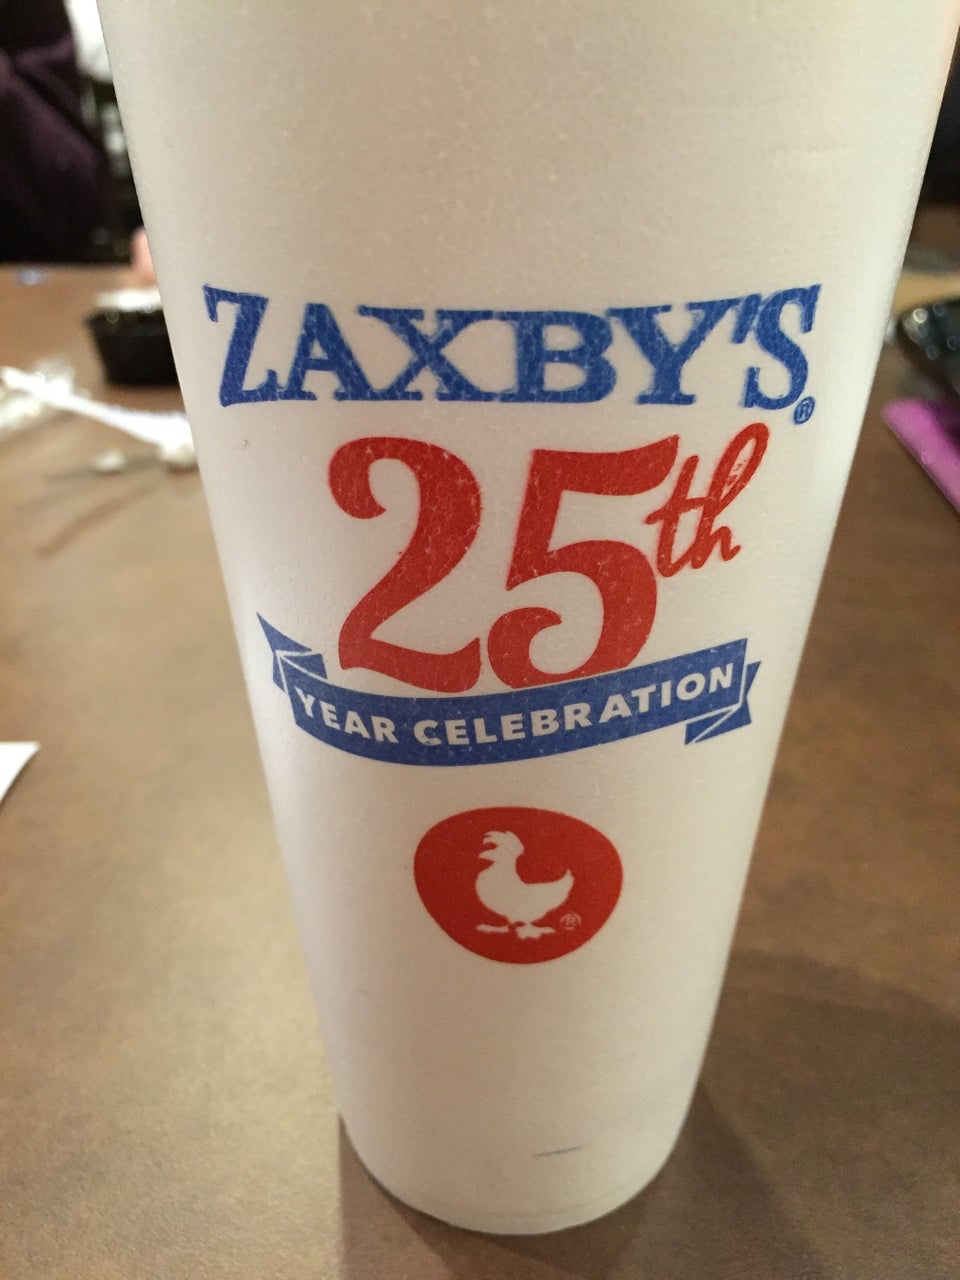 ZAXBY'S®
25th
YEAR CELEBRATION
®